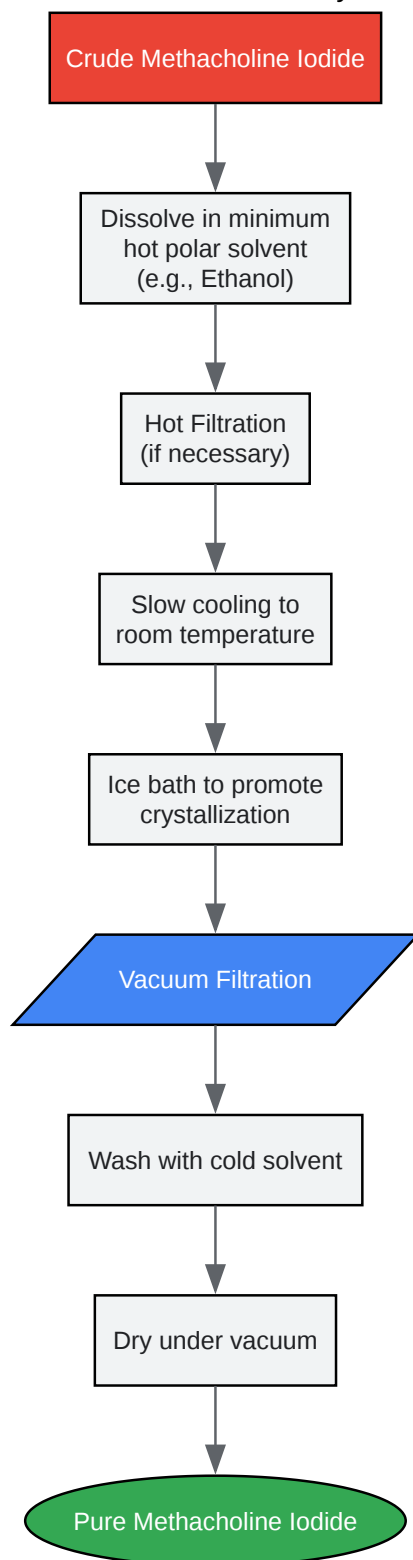 Crude Methacholine Iodide
Dissolve in minimum
hot polar solvent
(e.g., Ethanol)
Hot Filtration
(if necessary)
Slow cooling to
room temperature
Ice bath to promote
crystallization
Vacuum Filtration
Wash with cold solvent
Dry under vacuum
Pure Methacholine Iodide